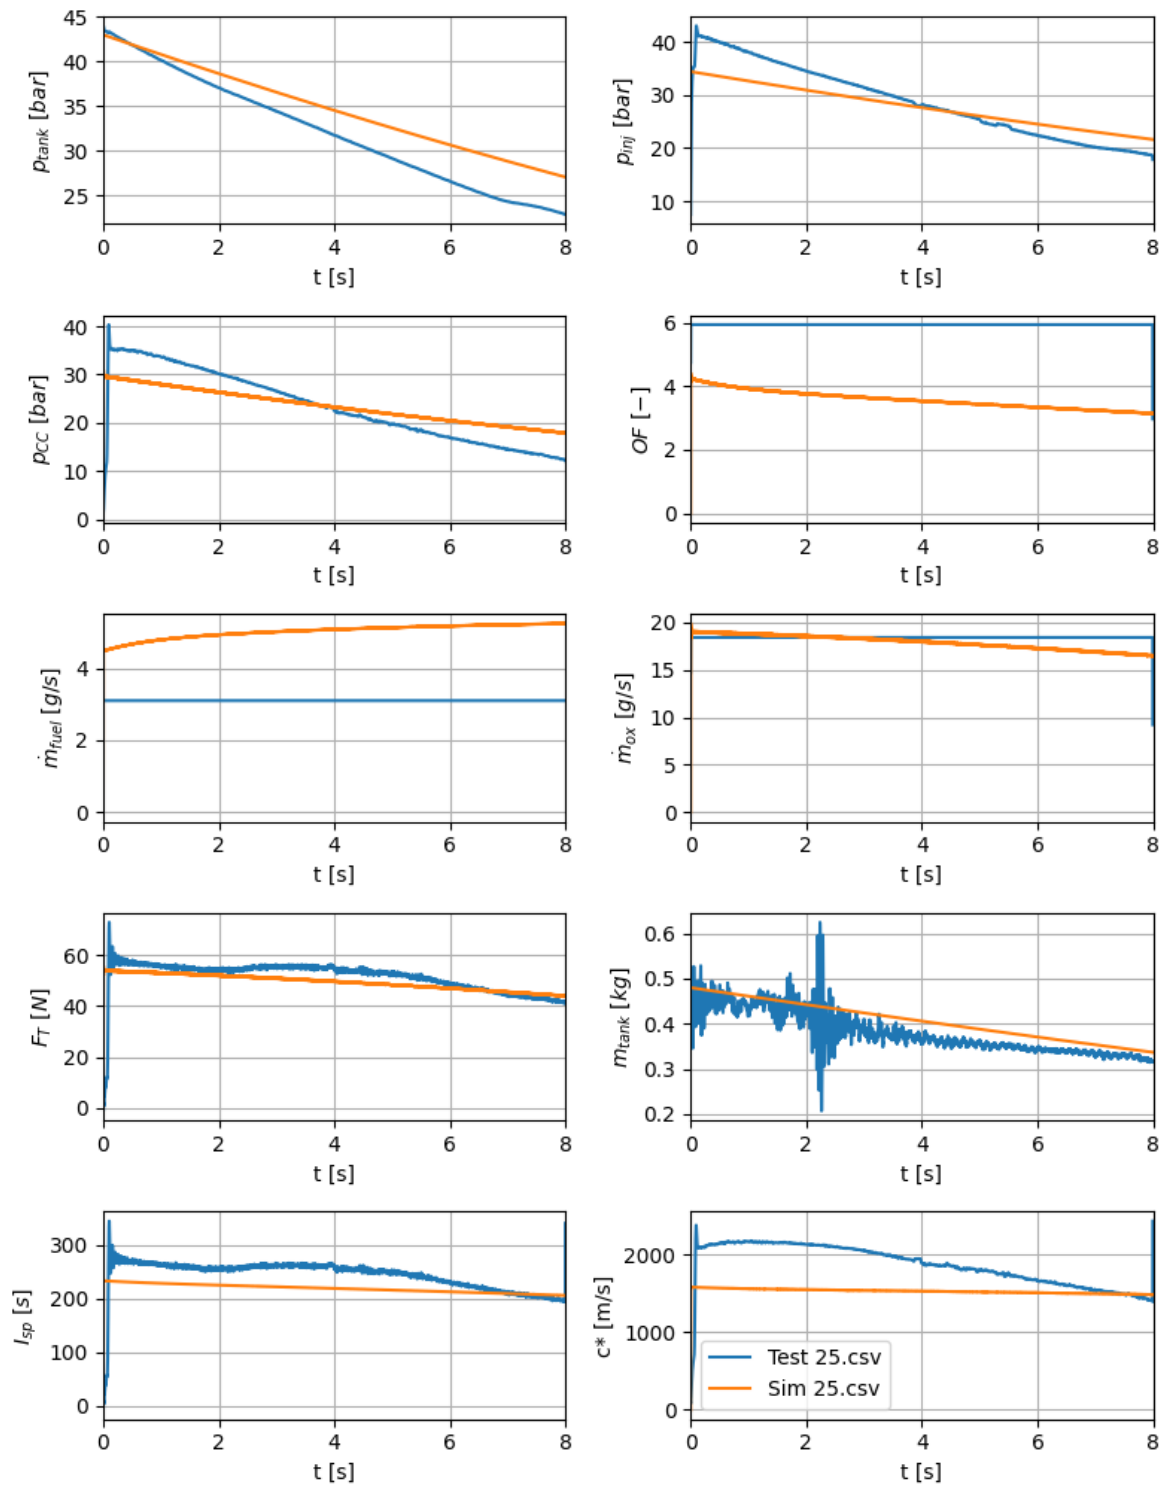 45
40
35
30
25
p_tank [bar]
0 2 4 6 8
t [s]
40
30
20
10
p_inj [bar]
0 2 4 6 8
t [s]
40
30
20
10
0
p_CC [bar]
0 2 4 6 8
t [s]
6
4
2
0
OF [−]
0 2 4 6 8
t [s]
4
2
0
ṁ_fuel [g/s]
0 2 4 6 8
t [s]
20
15
10
5
0
ṁ_ox [g/s]
0 2 4 6 8
t [s]
60
40
20
0
F_T [N]
0 2 4 6 8
t [s]
0.6
0.5
0.4
0.3
0.2
m_tank [kg]
0 2 4 6 8
t [s]
300
200
100
0
I_sp [s]
0 2 4 6 8
t [s]
2000
1000
0
c* [m/s]
Test 25.csv
Sim 25.csv
0 2 4 6 8
t [s]